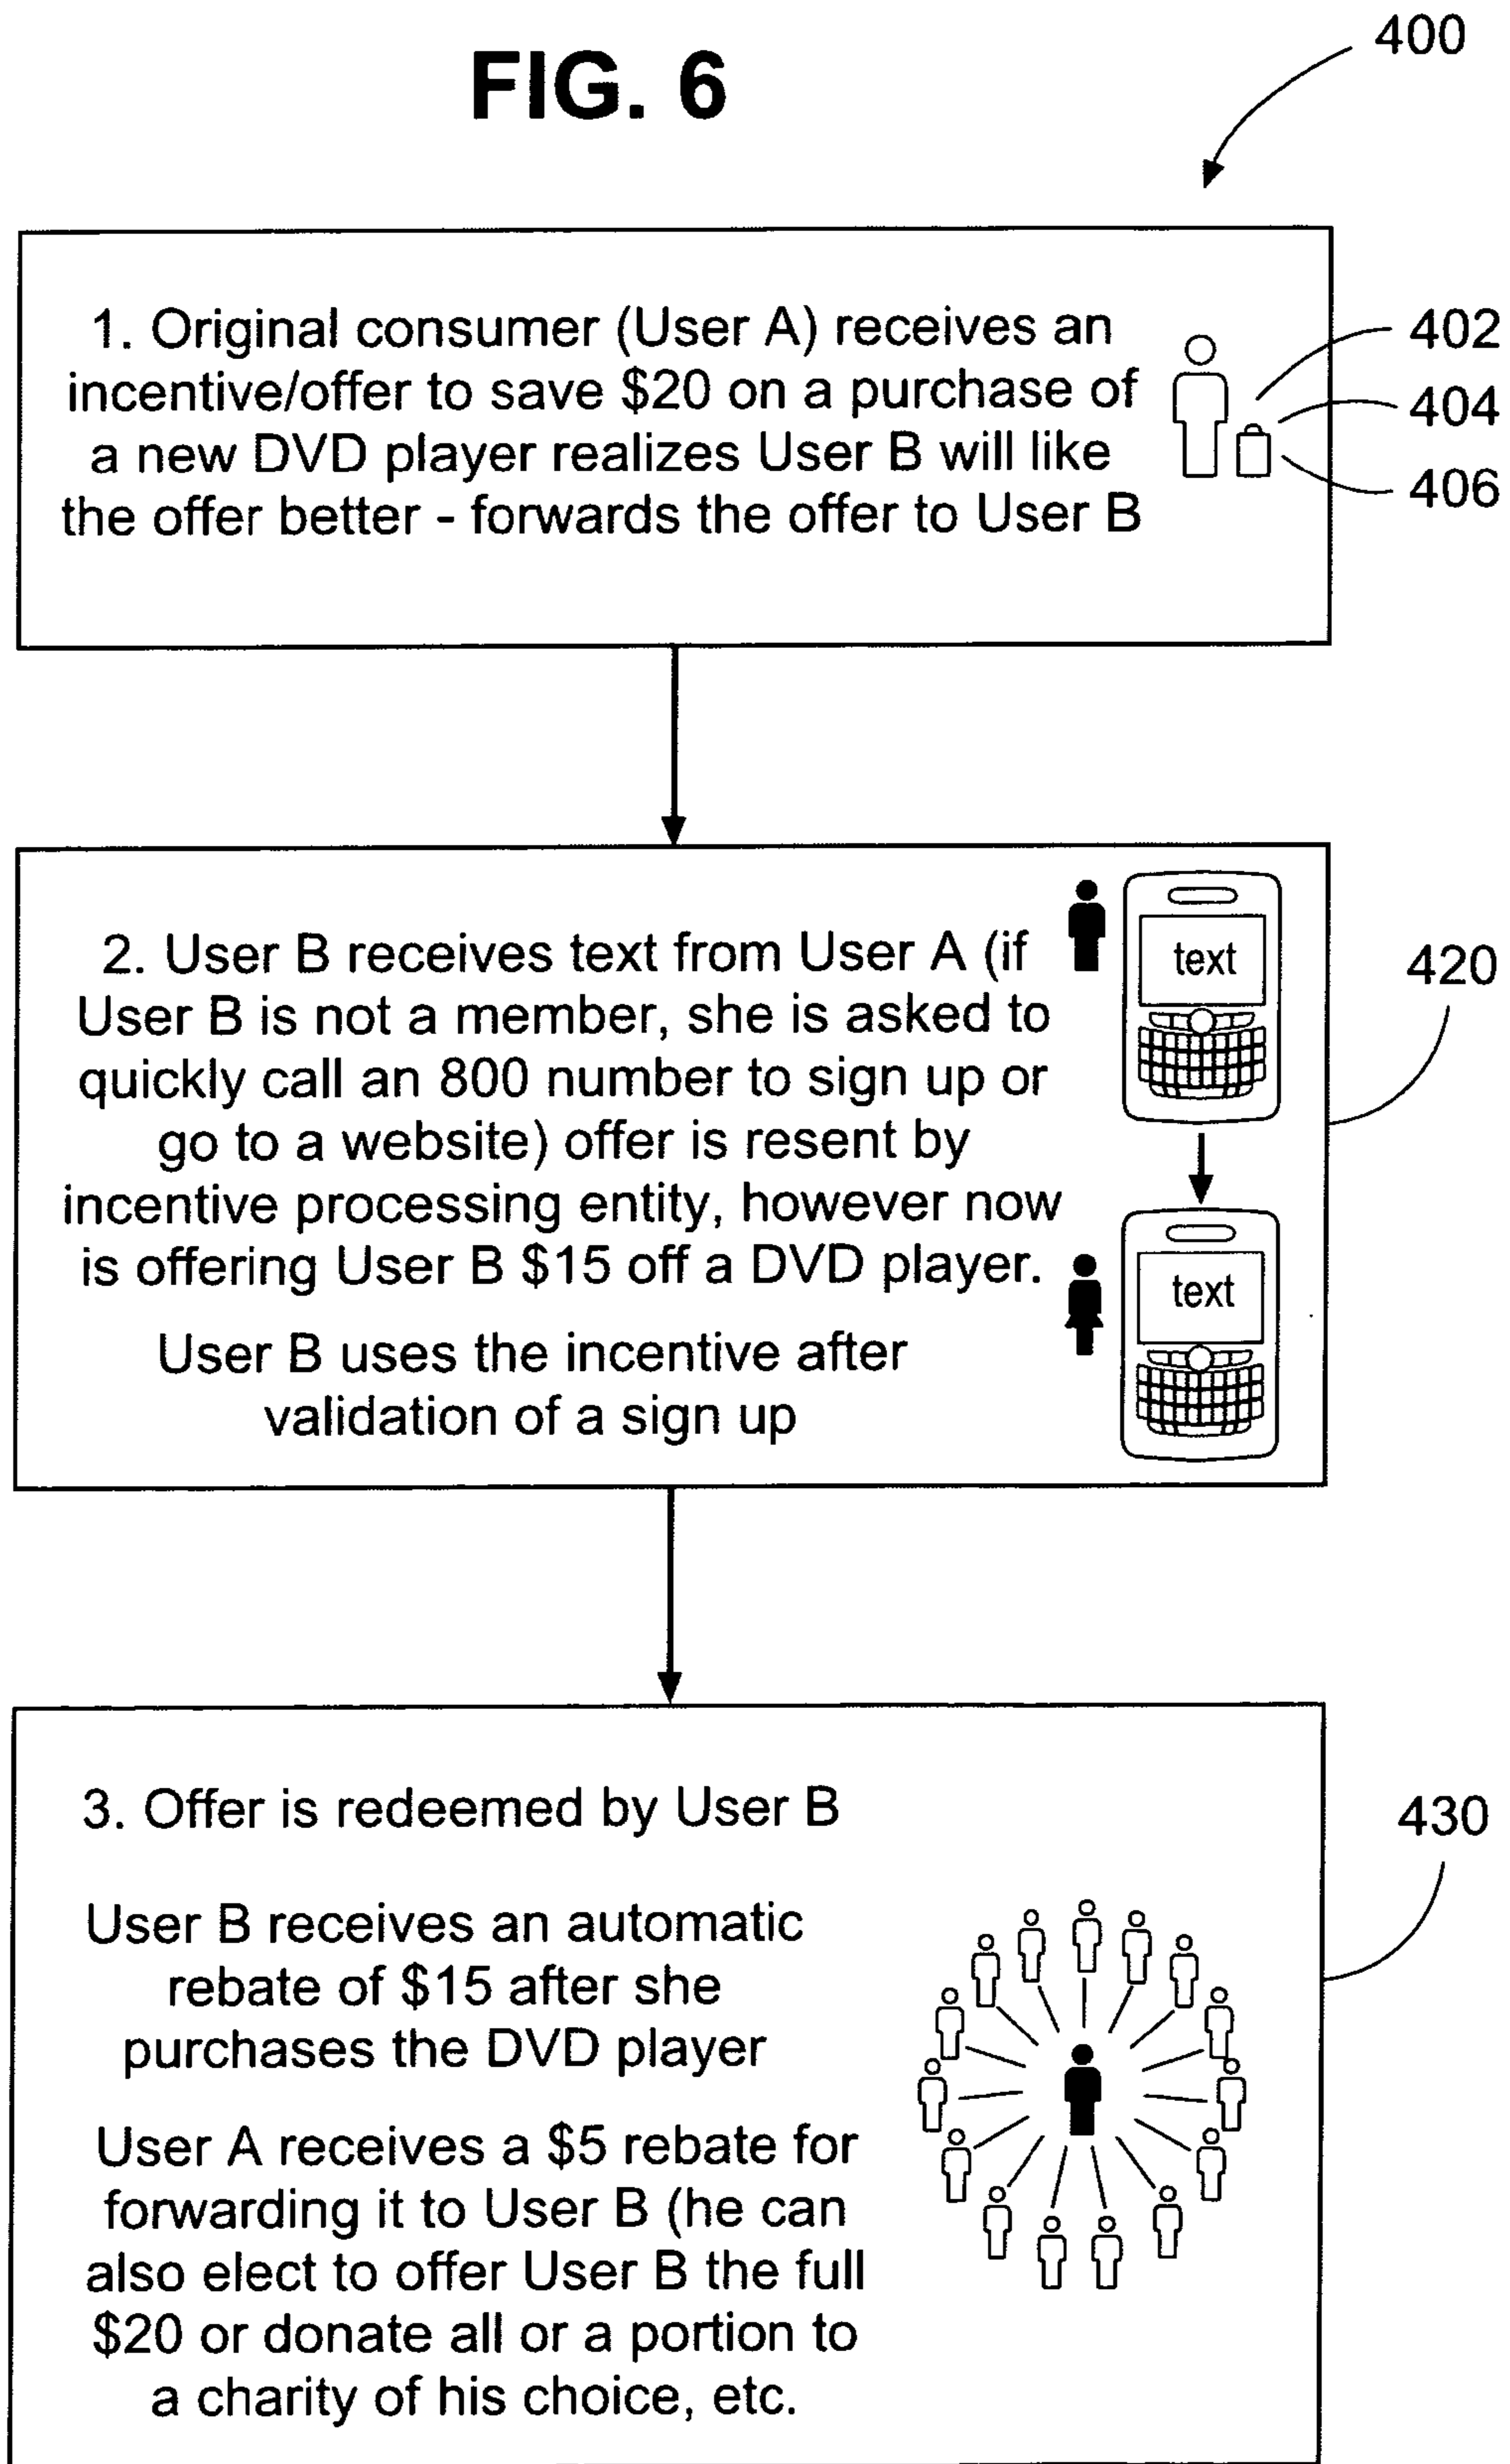 FIG. 6
400
1. Original consumer (User A) receives an
incentive/offer to save $20 on a purchase of
a new DVD player realizes User B will like
the offer better - forwards the offer to User B
402
404
406
2. User B receives text from User A (if
User B is not a member, she is asked to
quickly call an 800 number to sign up or
go to a website) offer is resent by
incentive processing entity, however now
is offering User B $15 off a DVD player.
User B uses the incentive after
validation of a sign up
text
text
420
3. Offer is redeemed by User B
User B receives an automatic
rebate of $15 after she
purchases the DVD player
User A receives a $5 rebate for
forwarding it to User B (he can
also elect to offer User B the full
$20 or donate all or a portion to
a charity of his choice, etc.
430